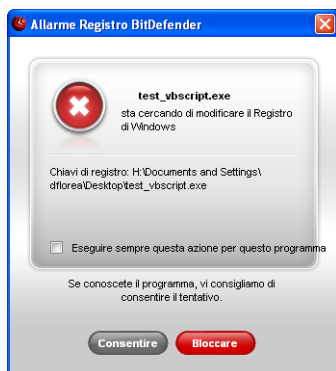 Allarme Registro BitDefender
test_vbscript.exe
sta cercando di modificare il Registro
di Windows
Chiavi di registro: H:\Documents and Settings\
dflorea\Desktop\test_vbscript.exe
Eseguire sempre questa azione per questo programma
Se conoscete il programma, vi consigliamo di
consentire il tentativo.
Consentire Bloccare